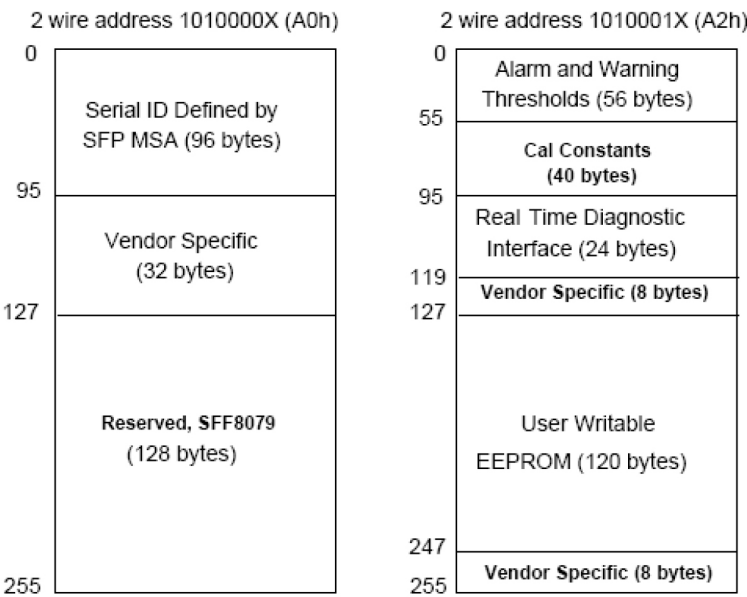 2 wire address 1010000X (A0h)
0
Serial ID Defined by
SFP MSA (96 bytes)
95
Vendor Specific
(32 bytes)
127
Reserved, SFF8079
(128 bytes)
255
2 wire address 1010001X (A2h)
0
Alarm and Warning
Thresholds (56 bytes)
55
Cal Constants
(40 bytes)
95
Real Time Diagnostic
Interface (24 bytes)
119
Vendor Specific (8 bytes)
127
User Writable
EEPROM (120 bytes)
247
Vendor Specific (8 bytes)
255